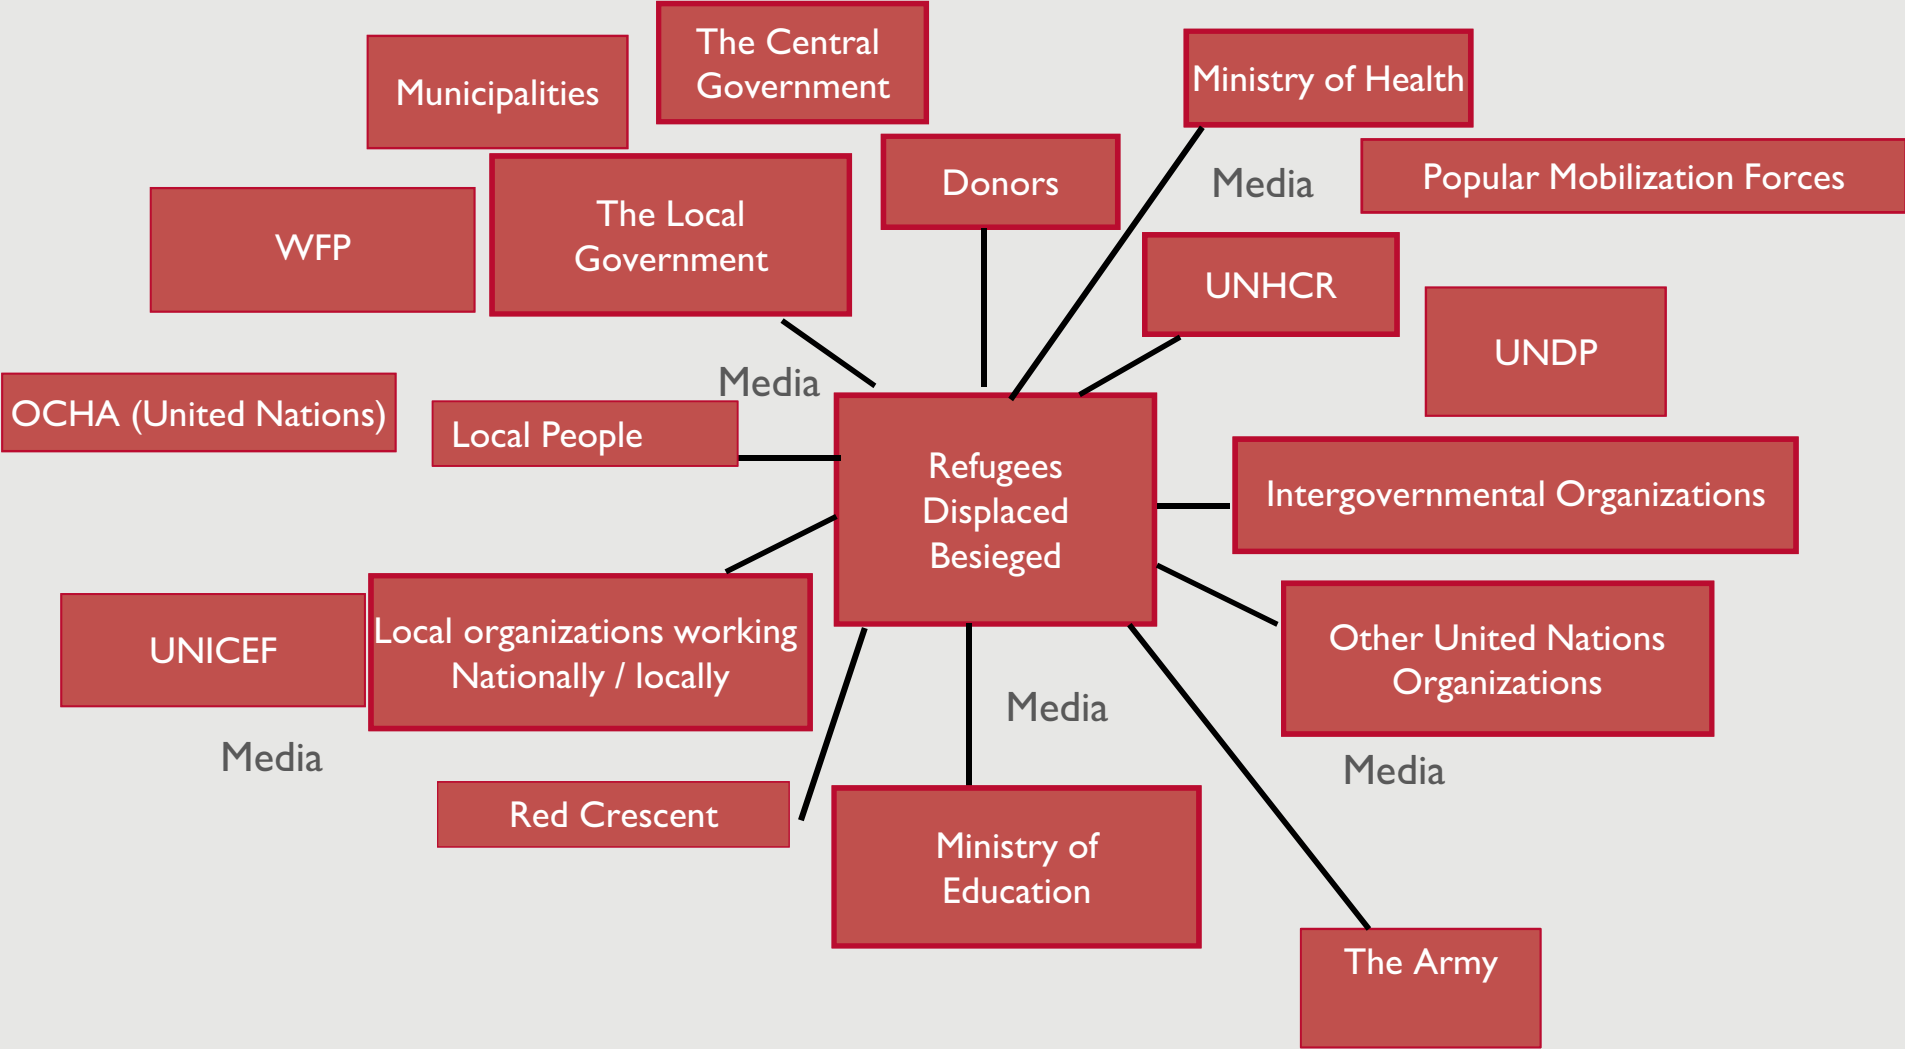 The Central
Government
Municipalities
Ministry of Health
Donors
Media
Popular Mobilization Forces
WFP
The Local
Government
UNHCR
UNDP
Media
OCHA (United Nations)
Local People
Refugees
Displaced
Besieged
Intergovernmental Organizations
UNICEF
Local organizations working
Nationally / locally
Other United Nations
Organizations
Media
Media
Media
Red Crescent
Ministry of
Education
The Army